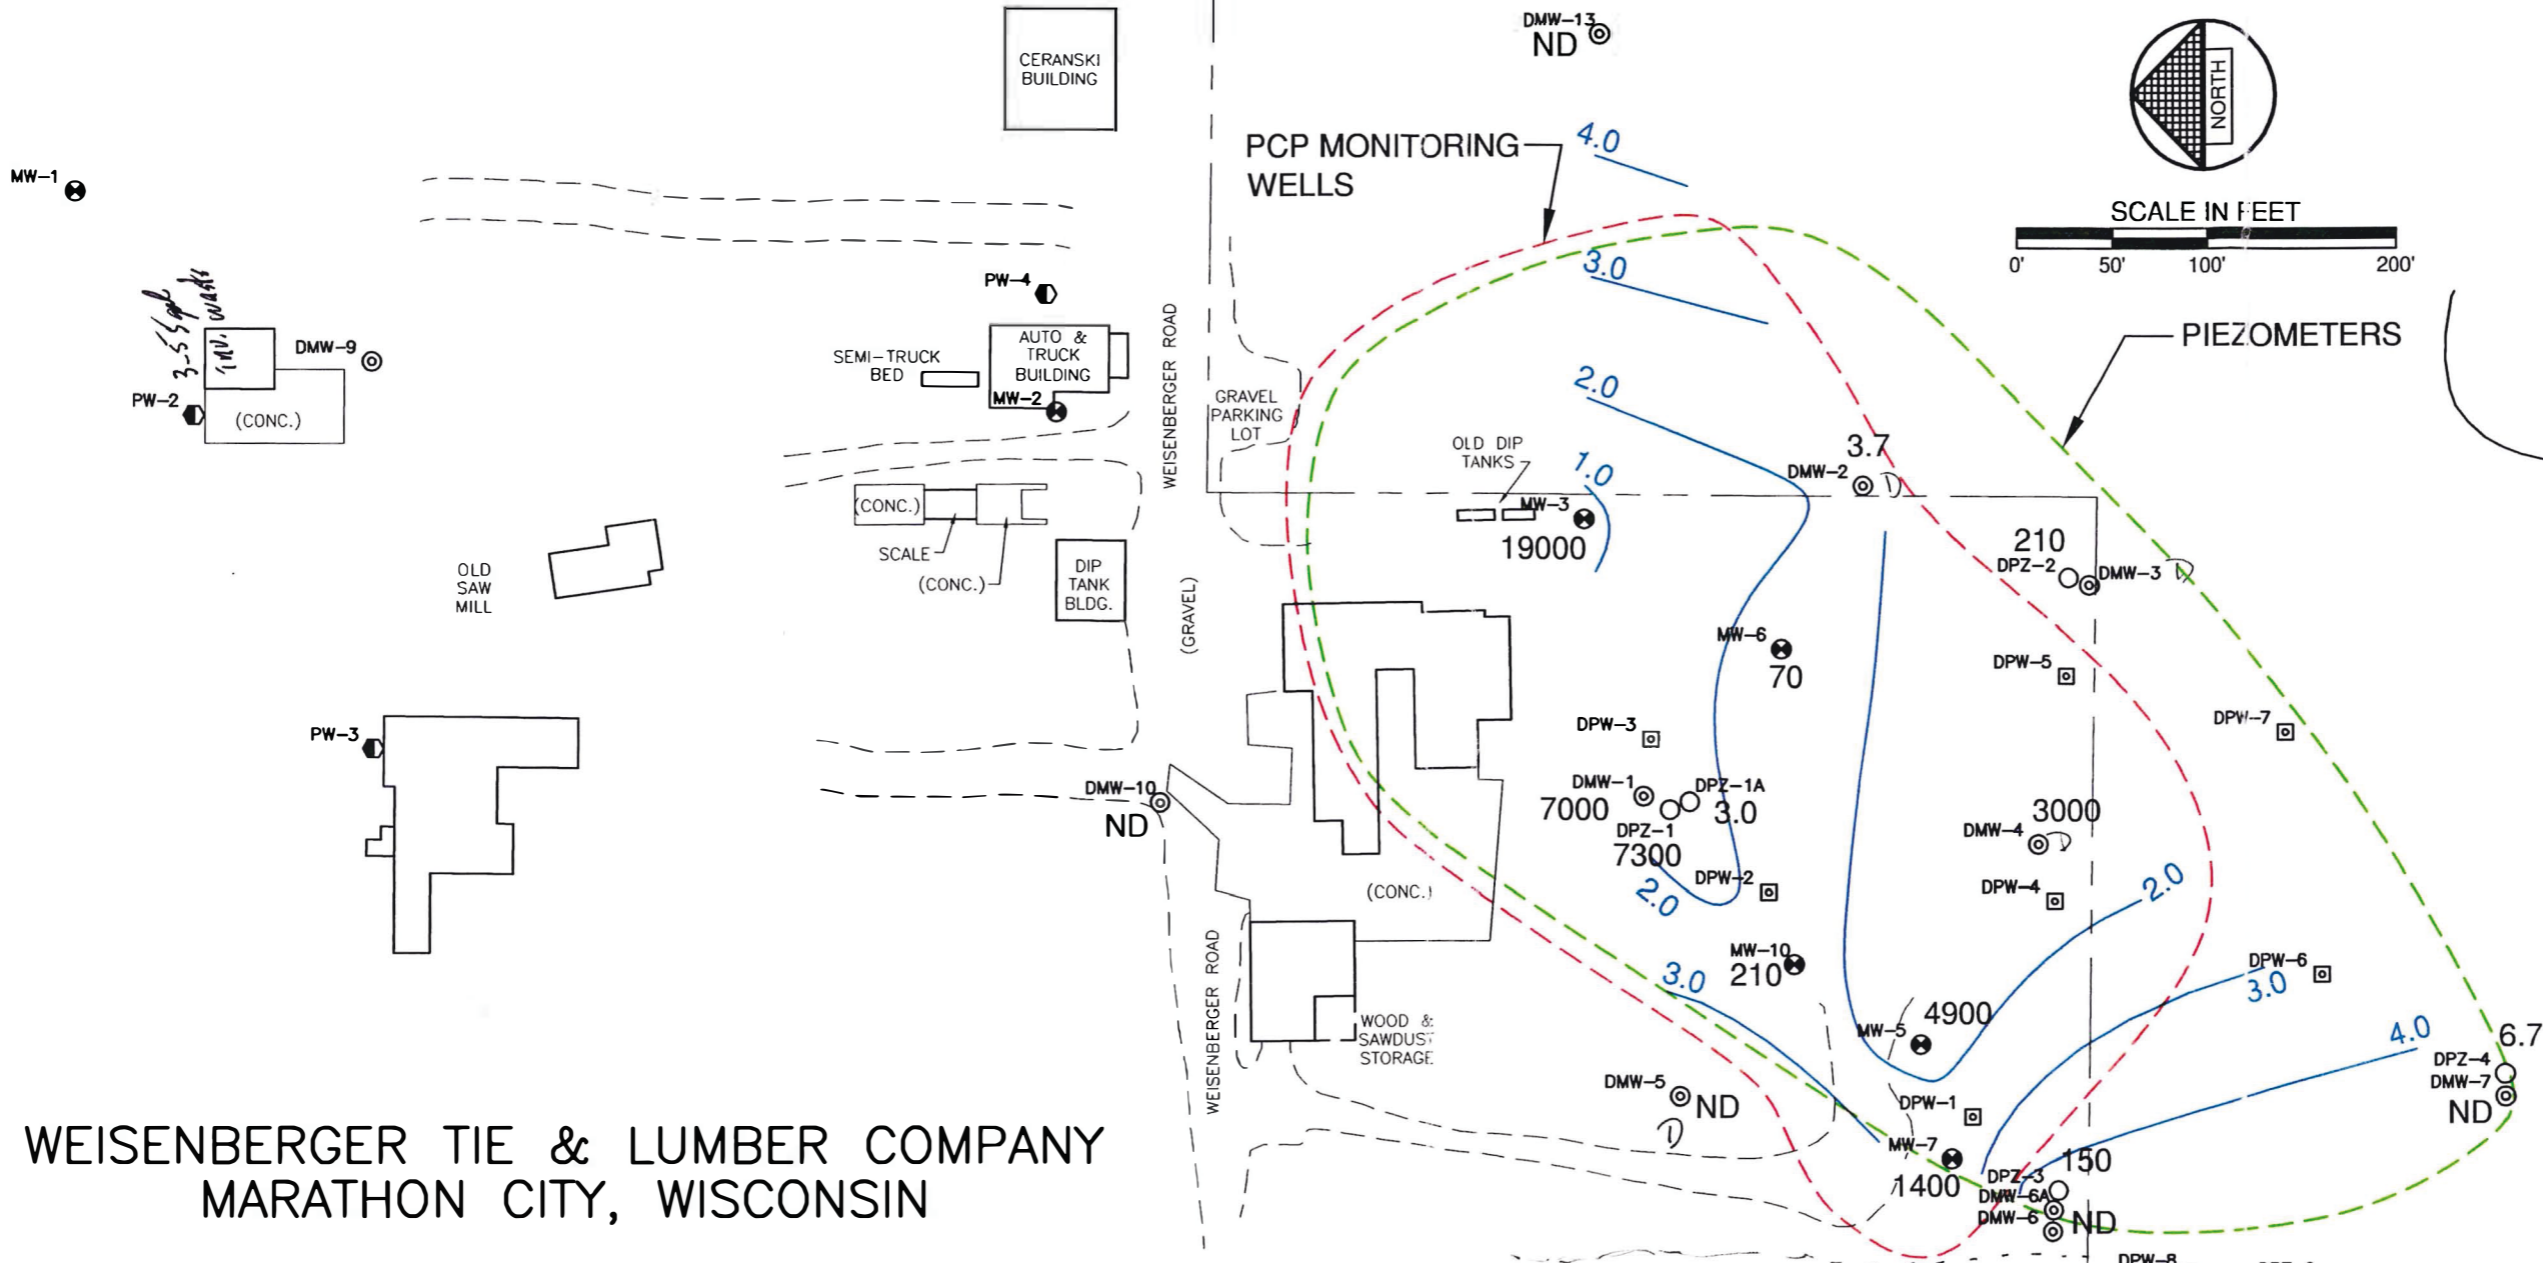 DMW-13
ND
CERANSKI
BUILDING
NORTH
PCP MONITORING
WELLS
4.0
MW-1
SCALE IN FEET
0' 50' 100' 200'
3.0
PW-4
WEISENBERGER ROAD
PIEZOMETERS
DMW-9
AUTO &
TRUCK
BUILDING
SEMI-TRUCK
BED
MW-2
PW-2
(CONC.)
GRAVEL
PARKING
LOT
2.0
OLD DIP
TANKS
1.0
3.7
DMW-2
D
MW-3
19000
(CONC.)
SCALE
(CONC.)
DIP
TANK
BLDG.
OLD
SAW
MILL
(GRAVEL)
210
DPZ-2
DMW-3
D
MW-6
70
DPW-5
DPW-7
DPW-3
PW-3
DMW-10
ND
DMW-1
7000
DPZ-1A
3.0
DPZ-1
7300
3000
DMW-4
D
DPW-2
2.0
(CONC.)
DPW-4
2.0
WEISENBERGER ROAD
MW-10
210
3.0
DPW-6
3.0
4900
MW-5
WOOD &
SAWDUST
STORAGE
4.0
6.7
DPZ-4
DMW-7
ND
DMW-5
ND
D
DPW-1
MW-7
1400
150
DPZ-3
DMW-6A
DMW-6
ND
DPW-8
WEISENBERGER TIE & LUMBER COMPANY
MARATHON CITY, WISCONSIN